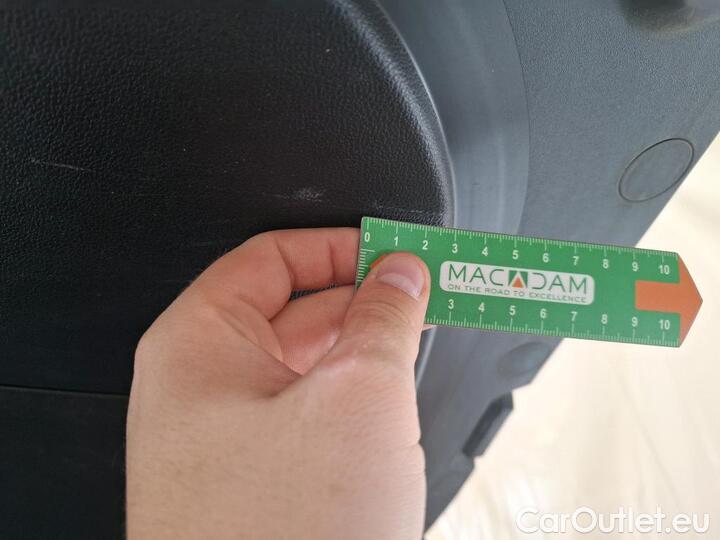 0 1 2 3 4 5 6 7 8 9 10
MACADAM
ON THE ROAD TO EXCELLENCE
3 4 5 6 7 8 9 10
CarOutlet.eu